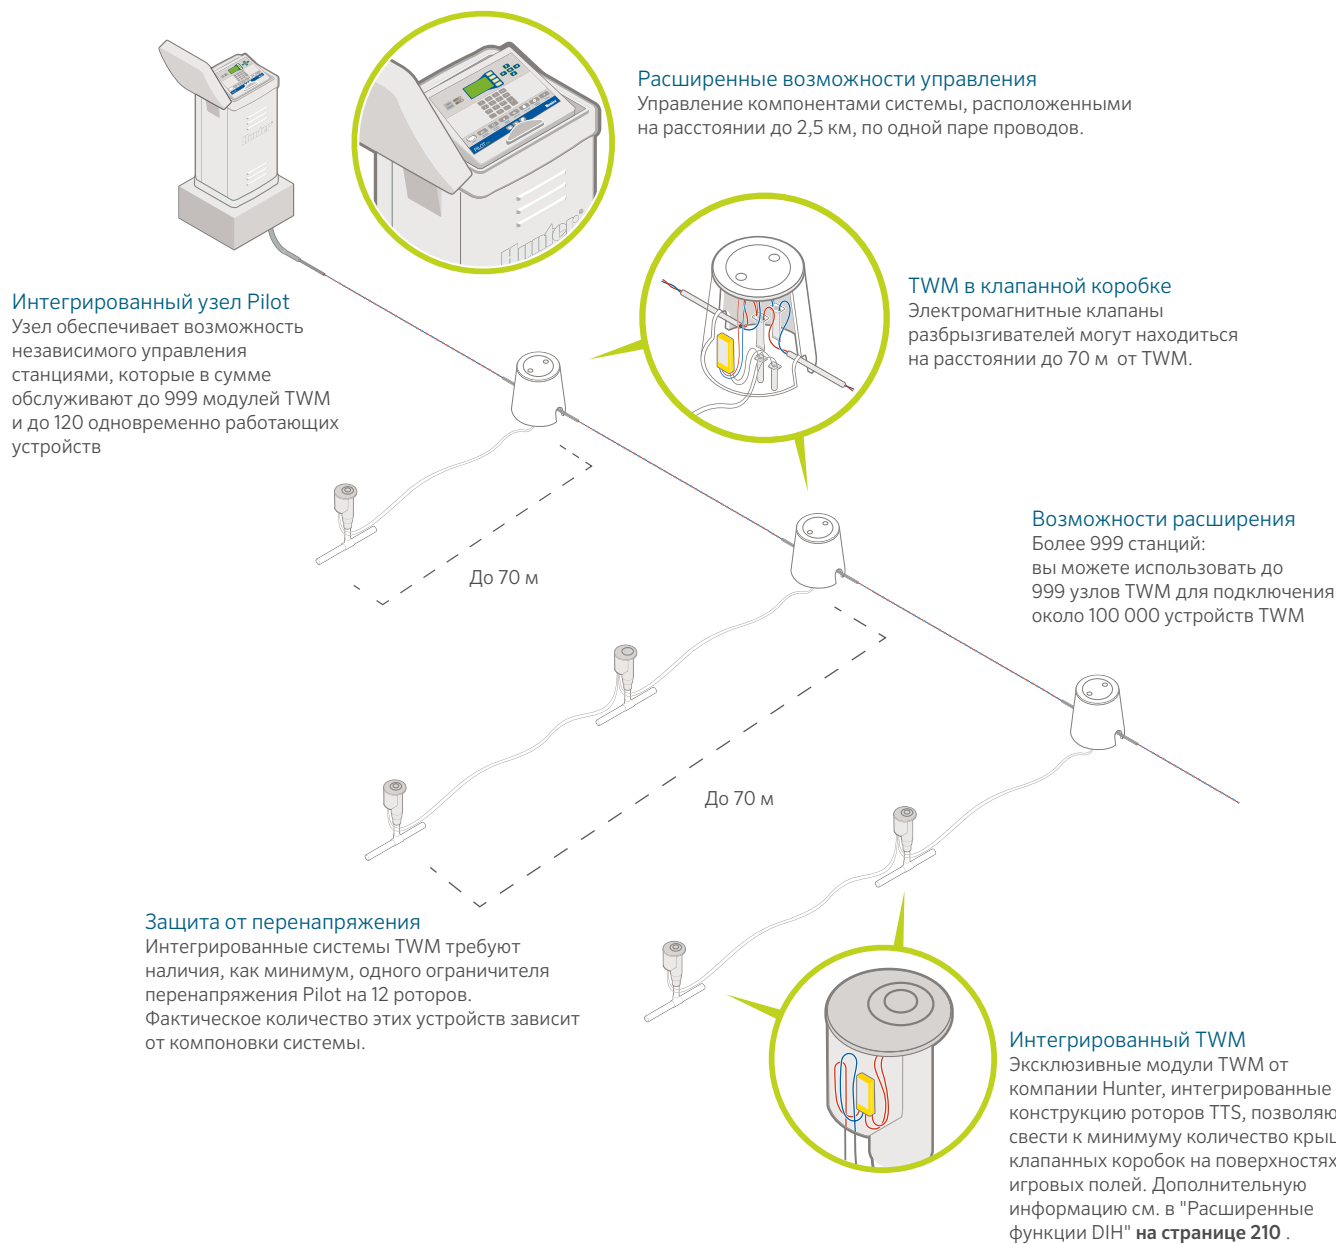 Расширенные возможности управления
Управление компонентами системы, расположенными
на расстоянии до 2,5 км, по одной паре проводов.
PILOT
Hunter
TWM в клапанной коробке
Электромагнитные клапаны
разбрызгивателей могут находиться
на расстоянии до 70 м от TWM.
Интегрированный узел Pilot
Узел обеспечивает возможность
независимого управления
станциями, которые в сумме
обслуживают до 999 модулей TWM
и до 120 одновременно работающих
устройств
Возможности расширения
Более 999 станций:
вы можете использовать до
999 узлов TWM для подключения
около 100 000 устройств TWM
До 70 м
До 70 м
Защита от перенапряжения
Интегрированные системы TWM требуют
наличия, как минимум, одного ограничителя
перенапряжения Pilot на 12 роторов.
Фактическое количество этих устройств зависит
от компоновки системы.
Интегрированный TWM
Эксклюзивные модули TWM от
компании Hunter, интегрированные
конструкцию роторов TTS, позволяю
свести к минимуму количество крыш
клапанных коробок на поверхностях
игровых полей. Дополнительную
информацию см. в "Расширенные
функции DIH" на странице 210 .